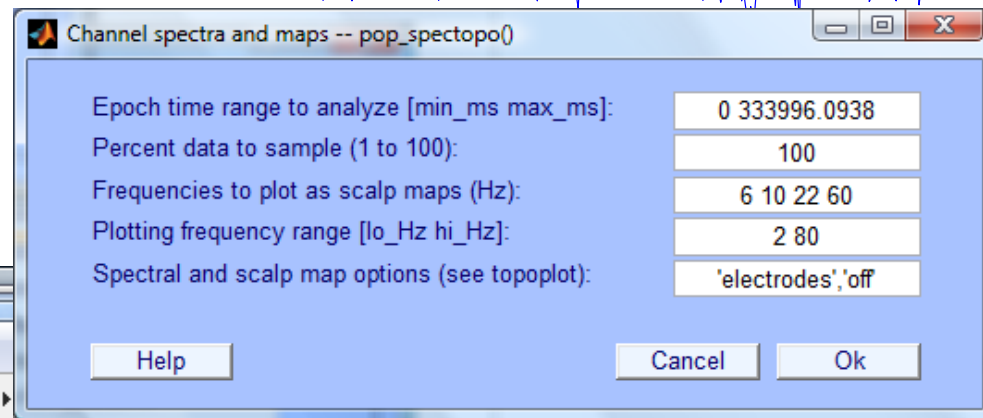 Channel spectra and maps -- pop_spectopo()
Epoch time range to analyze [min_ms max_ms]: 0 333996.0938
Percent data to sample (1 to 100): 100
Frequencies to plot as scalp maps (Hz): 6 10 22 60
Plotting frequency range [lo_Hz hi_Hz]: 2 80
Spectral and scalp map options (see topoplot): 'electrodes','off'
Help Cancel Ok